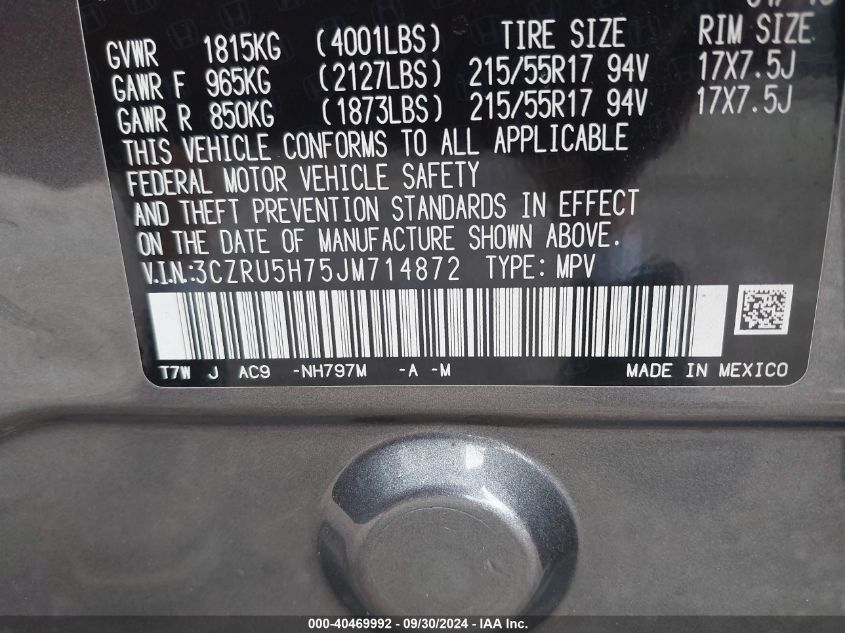 GVWR 1815KG (4001LBS) TIRE SIZE RIM SIZE
GAWR F 965KG (2127LBS) 215/55R17 94V 17X7.5J
GAWR R 850KG (1873LBS) 215/55R17 94V 17X7.5J
THIS VEHICLE CONFORMS TO ALL APPLICABLE
FEDERAL MOTOR VEHICLE SAFETY
AND THEFT PREVENTION STANDARDS IN EFFECT
ON THE DATE OF MANUFACTURE SHOWN ABOVE.
V.I.N.:3CZRU5H75JM714872 TYPE: MPV
T7W J AC9 -NH797M -A -M MADE IN MEXICO
000-40469992 - 09/30/2024 - IAA Inc.